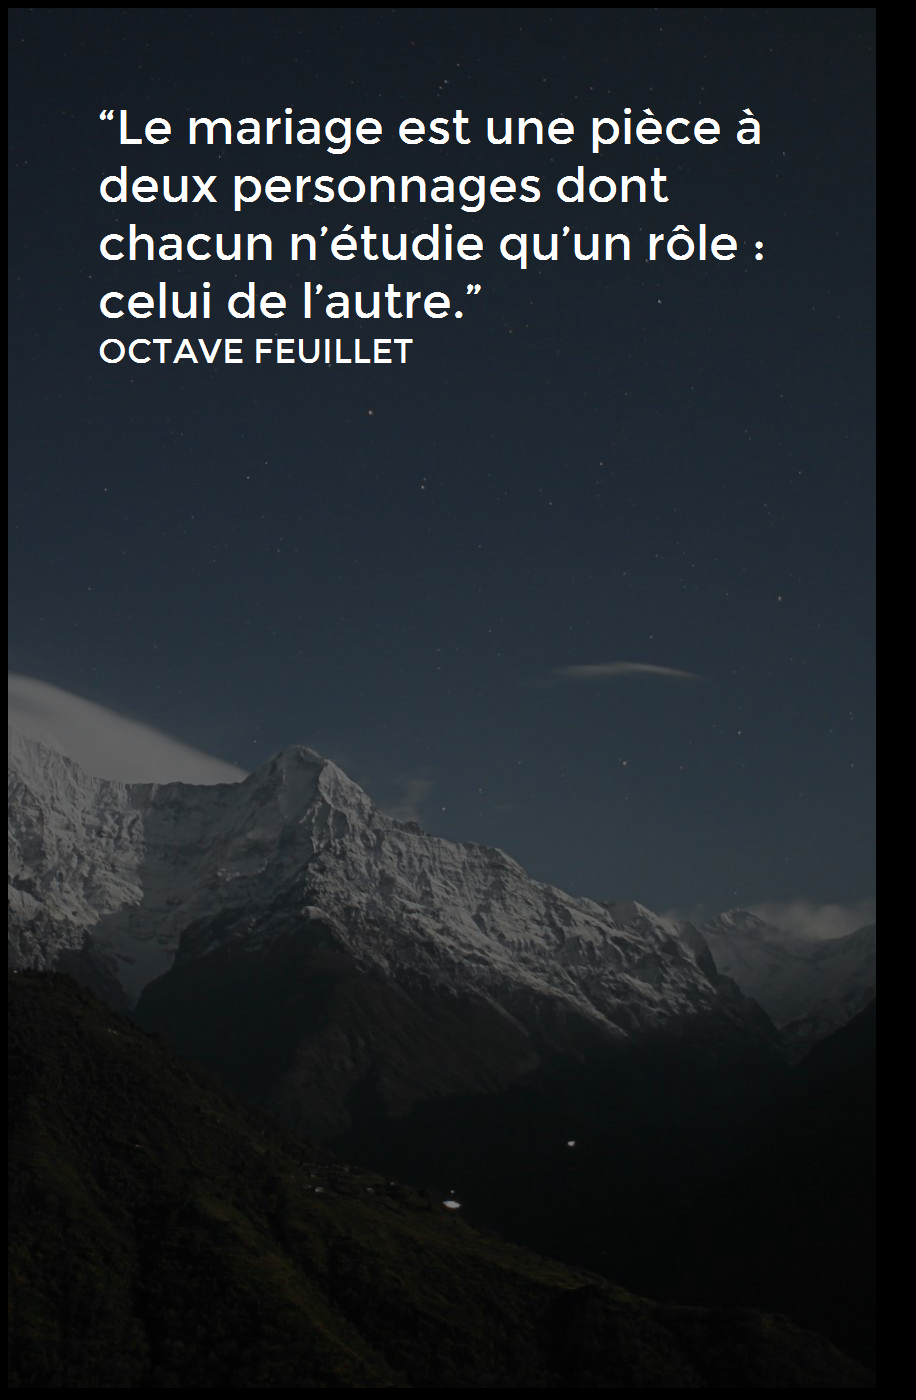 “Le mariage est une pièce à
deux personnages dont
chacun n’étudie qu’un rôle :
celui de l’autre.”
OCTAVE FEUILLET